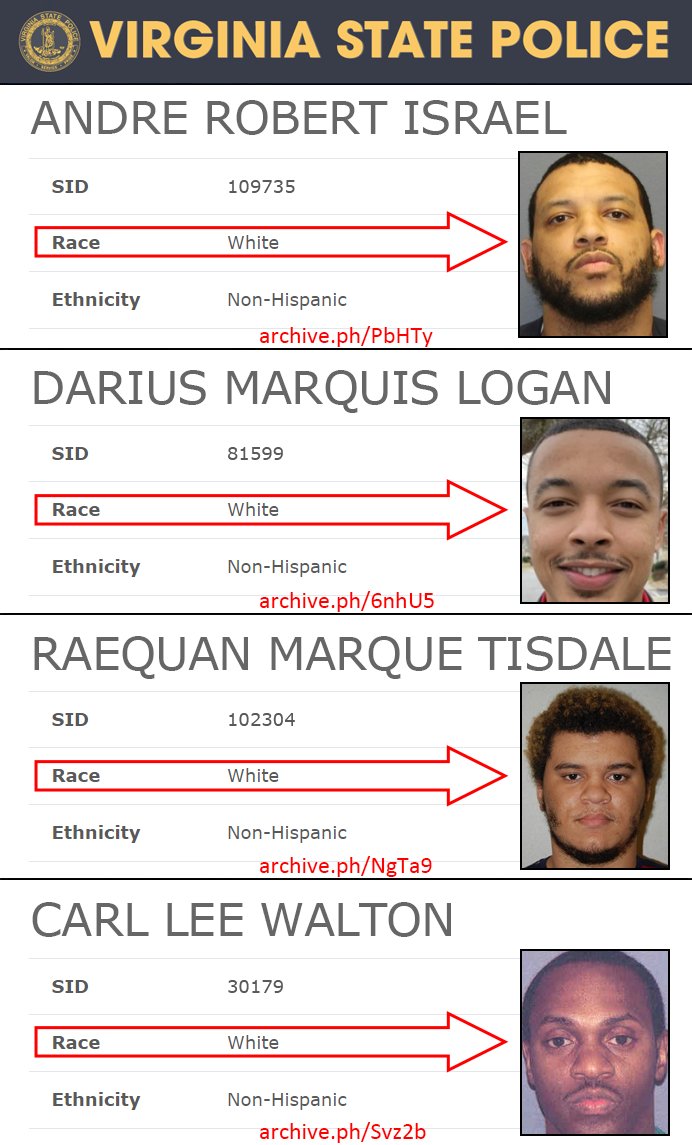 VIRGINIA STATE POLICE
ANDRE ROBERT ISRAEL
SID 109735
Race White
Ethnicity Non-Hispanic
archive.ph/PbHTy
DARIUS MARQUIS LOGAN
SID 81599
Race White
Ethnicity Non-Hispanic
archive.ph/6nhU5
RAEQUAN MARQUE TISDALE
SID 102304
Race White
Ethnicity Non-Hispanic
archive.ph/NgTa9
CARL LEE WALTON
SID 30179
Race White
Ethnicity Non-Hispanic
archive.ph/Svz2b